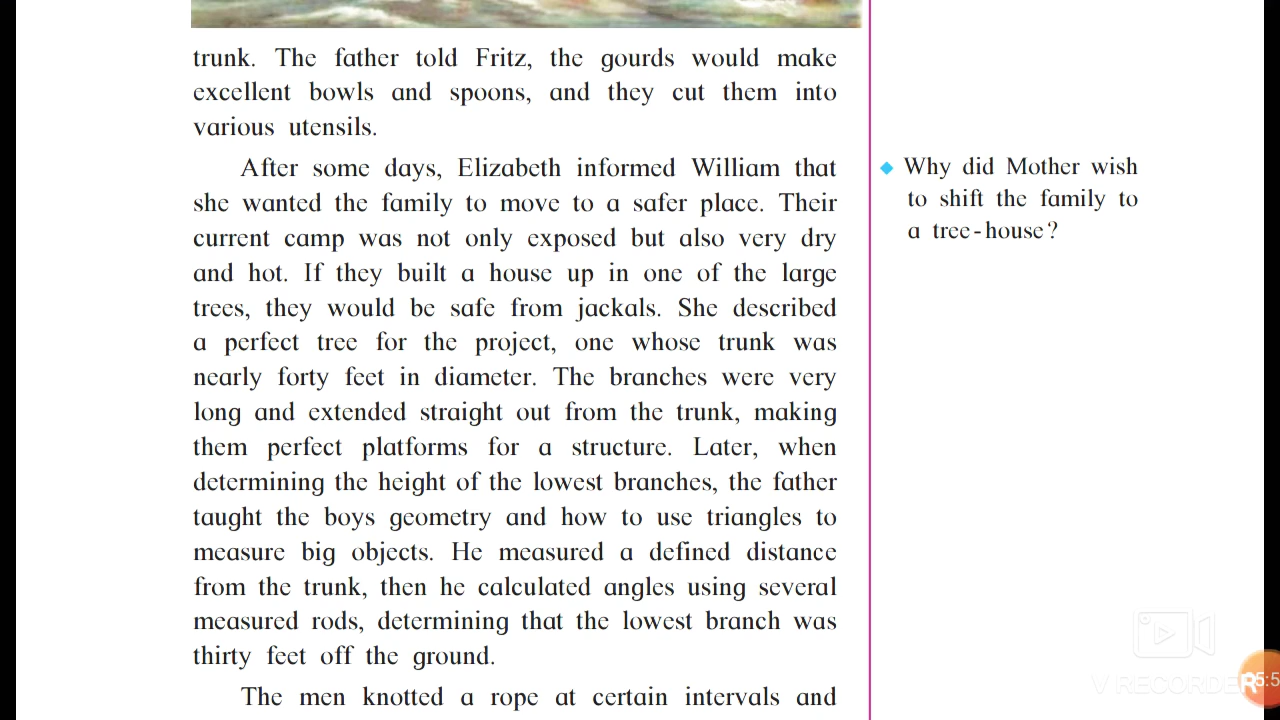 trunk. The father told Fritz, the gourds would make
excellent bowls and spoons, and they cut them into
various utensils.
After some days, Elizabeth informed William that
she wanted the family to move to a safer place. Their
current camp was not only exposed but also very dry
and hot. If they built a house up in one of the large
trees, they would be safe from jackals. She described
a perfect tree for the project, one whose trunk was
nearly forty feet in diameter. The branches were very
long and extended straight out from the trunk, making
them perfect platforms for a structure. Later, when
determining the height of the lowest branches, the father
taught the boys geometry and how to use triangles to
measure big objects. He measured a defined distance
from the trunk, then he calculated angles using several
measured rods, determining that the lowest branch was
thirty feet off the ground.
The men knotted a rope at certain intervals and
Why did Mother wish
to shift the family to
a tree-house?
V RECORDER